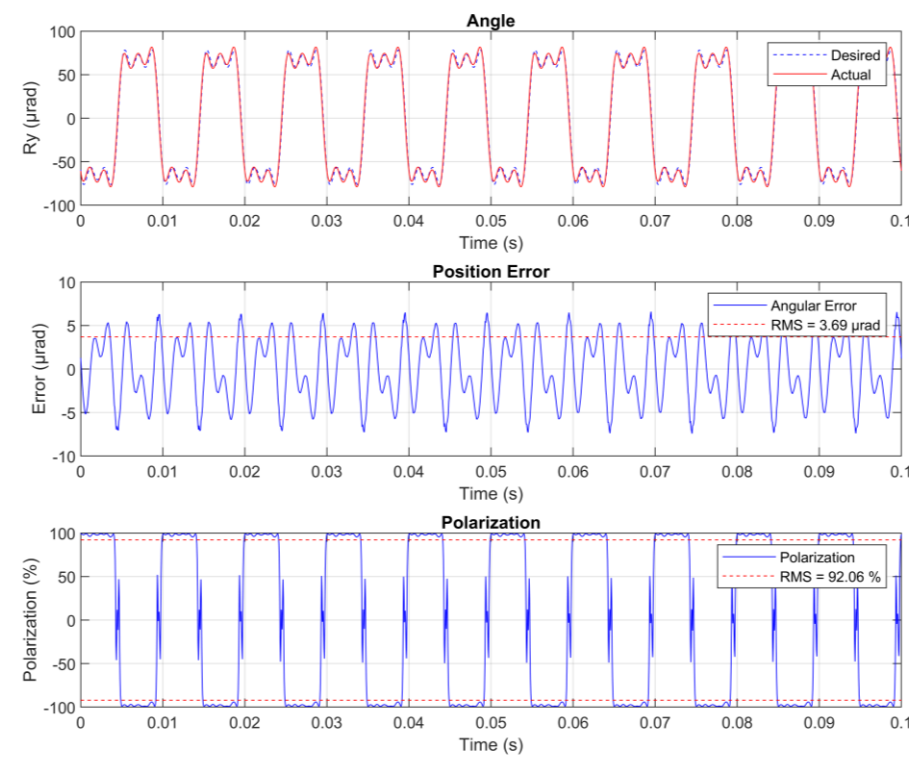 Angle
100
50
0
-50
-100
Ry (µrad)
Desired
Actual
0 0.01 0.02 0.03 0.04 0.05 0.06 0.07 0.08 0.09 0.1
Time (s)
Position Error
10
5
0
-5
-10
Error (µrad)
Angular Error
RMS = 3.69 µrad
0 0.01 0.02 0.03 0.04 0.05 0.06 0.07 0.08 0.09 0.1
Time (s)
Polarization
100
50
0
-50
-100
Polarization (%)
Polarization
RMS = 92.06 %
0 0.01 0.02 0.03 0.04 0.05 0.06 0.07 0.08 0.09 0.1
Time (s)